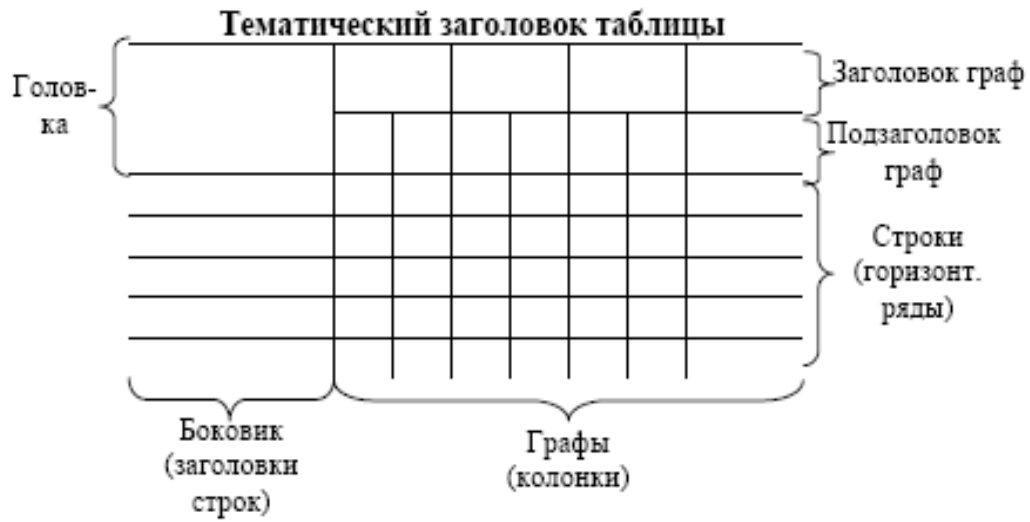 Тематический заголовок таблицы
Голов-
ка
Заголовок граф
Подзаголовок
граф
Строки
(горизонт.
ряды)
Боковик
(заголовки
строк)
Графы
(колонки)